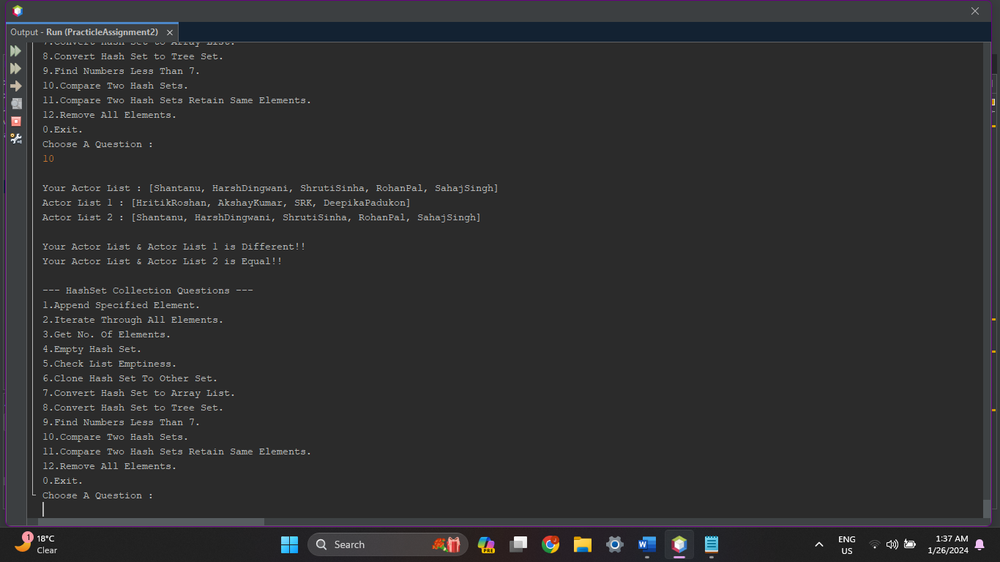 Output - Run (PracticleAssignment2)
7.Convert Hash Set to Array List.
8.Convert Hash Set to Tree Set.
9.Find Numbers Less Than 7.
10.Compare Two Hash Sets.
11.Compare Two Hash Sets Retain Same Elements.
12.Remove All Elements.
0.Exit.
Choose A Question :
10
Your Actor List : [Shantanu, HarshDingwani, ShrutiSinha, RohanPal, SahajSingh]
Actor List 1 : [HritikRoshan, AkshayKumar, SRK, DeepikaPadukon]
Actor List 2 : [Shantanu, HarshDingwani, ShrutiSinha, RohanPal, SahajSingh]
Your Actor List & Actor List 1 is Different!!
Your Actor List & Actor List 2 is Equal!!
--- HashSet Collection Questions ---
1.Append Specified Element.
2.Iterate Through All Elements.
3.Get No. Of Elements.
4.Empty Hash Set.
5.Check List Emptiness.
6.Clone Hash Set To Other Set.
7.Convert Hash Set to Array List.
8.Convert Hash Set to Tree Set.
9.Find Numbers Less Than 7.
10.Compare Two Hash Sets.
11.Compare Two Hash Sets Retain Same Elements.
12.Remove All Elements.
0.Exit.
Choose A Question :
1
18°C
Clear
Search
PRE
ENG
US
1:37 AM
1/26/2024